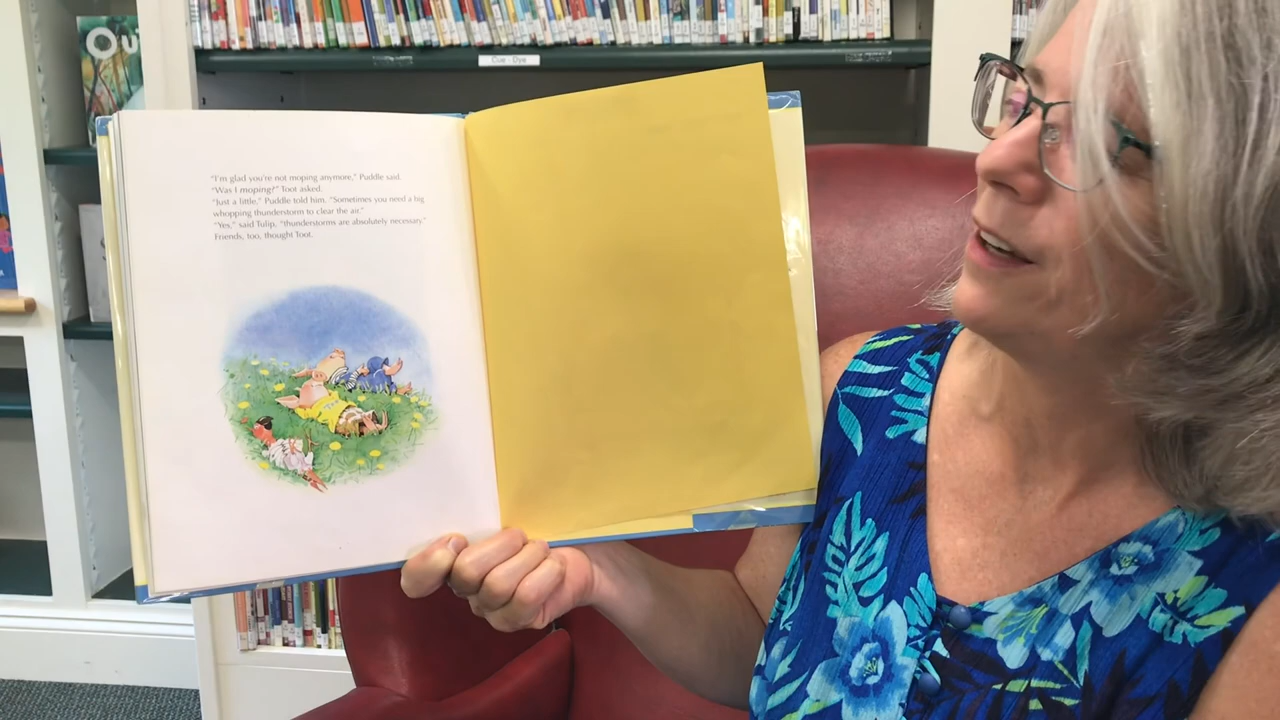 Ou
Cue - Dye
"I'm glad you're not moping anymore," Puddle said.
"Was I moping?" Toot asked.
"Just a little," Puddle told him. "Sometimes you need a big
whopping thunderstorm to clear the air."
"Yes," said Tulip, "thunderstorms are absolutely necessary."
Friends, too, thought Toot.